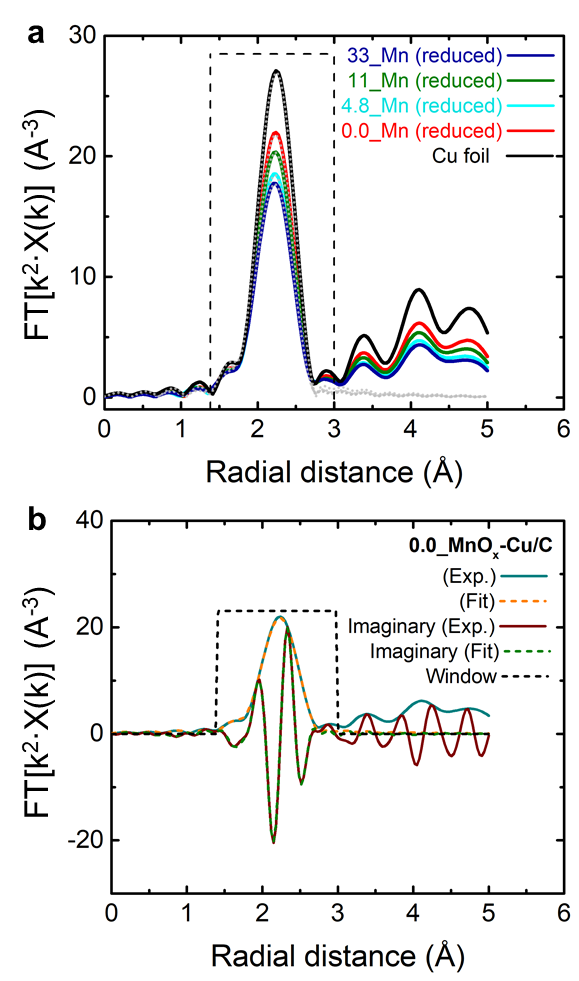 a
30
20
10
0
FT[k²·X(k)] (A⁻³)
33_Mn (reduced)
11_Mn (reduced)
4.8_Mn (reduced)
0.0_Mn (reduced)
Cu foil
0 1 2 3 4 5 6
Radial distance (Å)
b
40
20
0
-20
FT[k²·X(k)] (A⁻³)
0.0_MnOₓ-Cu/C
(Exp.)
(Fit)
Imaginary (Exp.)
Imaginary (Fit)
Window
0 1 2 3 4 5 6
Radial distance (Å)